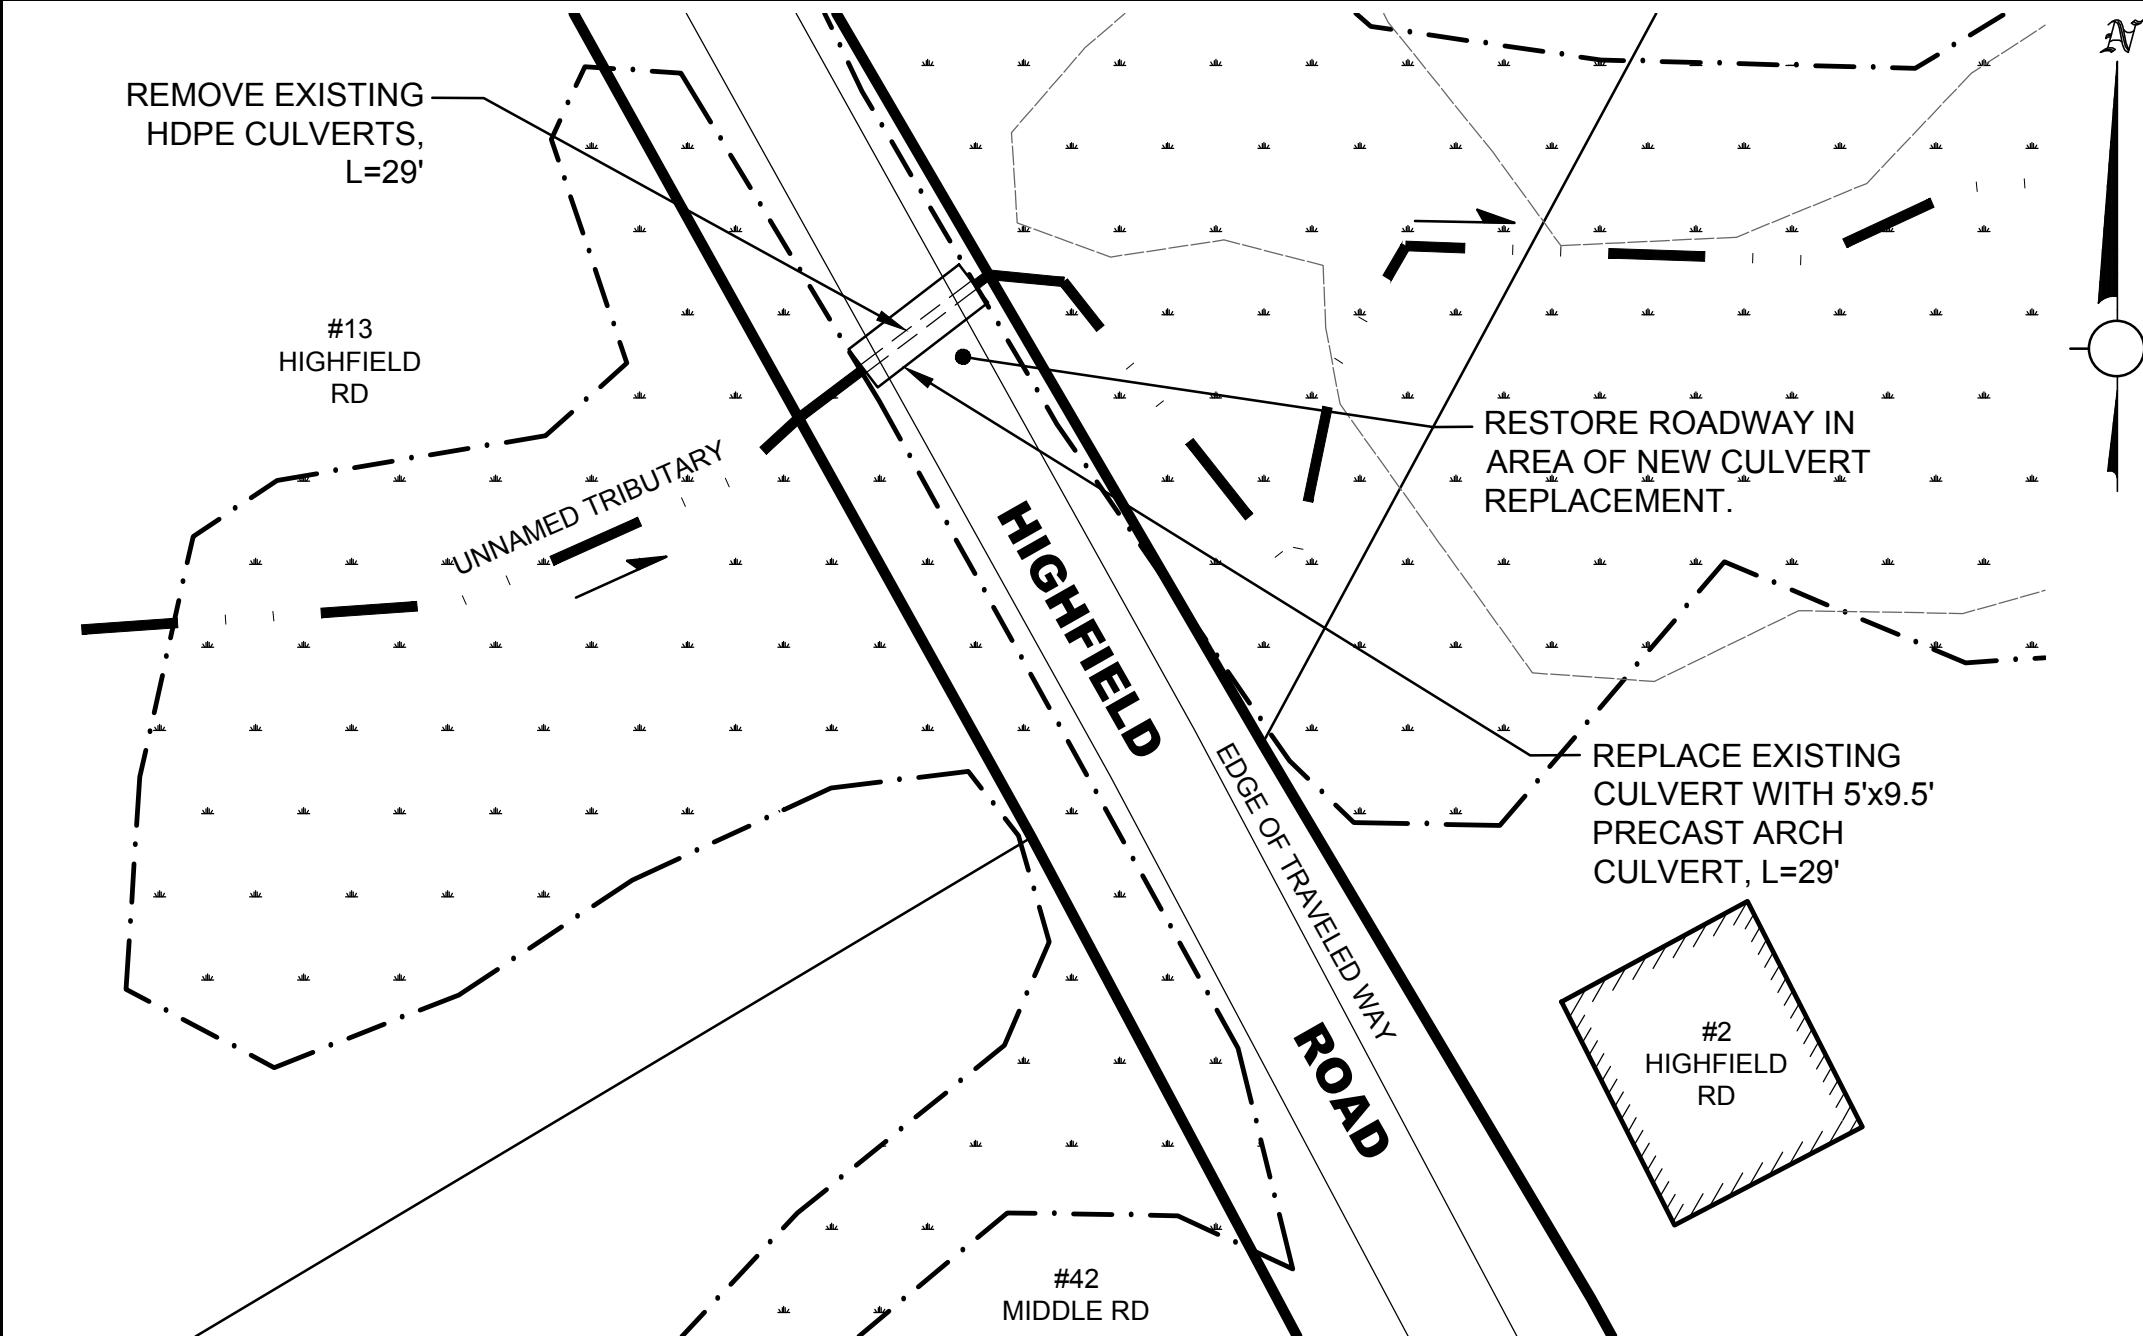 N
REMOVE EXISTING
HDPE CULVERTS,
L=29'
#13
HIGHFIELD
RD
UNNAMED TRIBUTARY
RESTORE ROADWAY IN
AREA OF NEW CULVERT
REPLACEMENT.
HIGHFIELD
ROAD
EDGE OF TRAVELED WAY
REPLACE EXISTING
CULVERT WITH 5'x9.5'
PRECAST ARCH
CULVERT, L=29'
#2
HIGHFIELD
RD
#42
MIDDLE RD